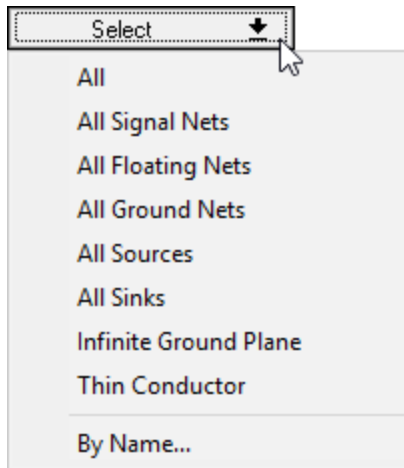 Select
All
All Signal Nets
All Floating Nets
All Ground Nets
All Sources
All Sinks
Infinite Ground Plane
Thin Conductor
By Name...